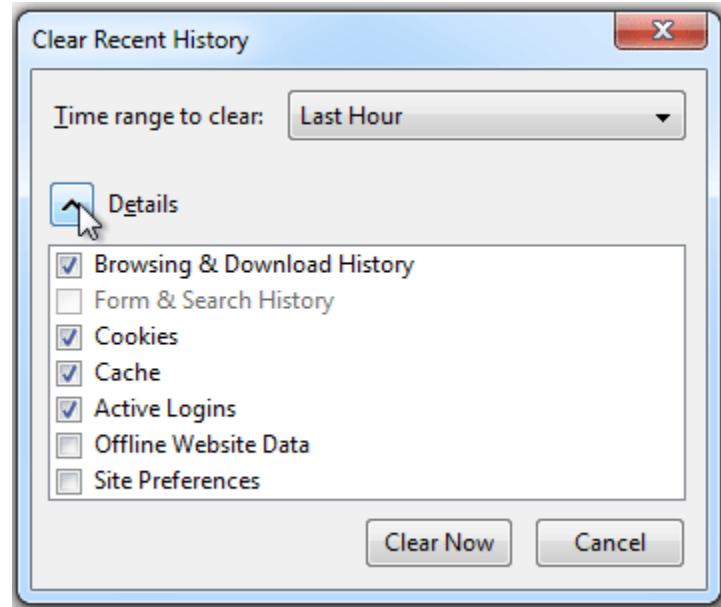 Clear Recent History
Time range to clear: Last Hour
Details
Browsing & Download History
Form & Search History
Cookies
Cache
Active Logins
Offline Website Data
Site Preferences
Clear Now Cancel